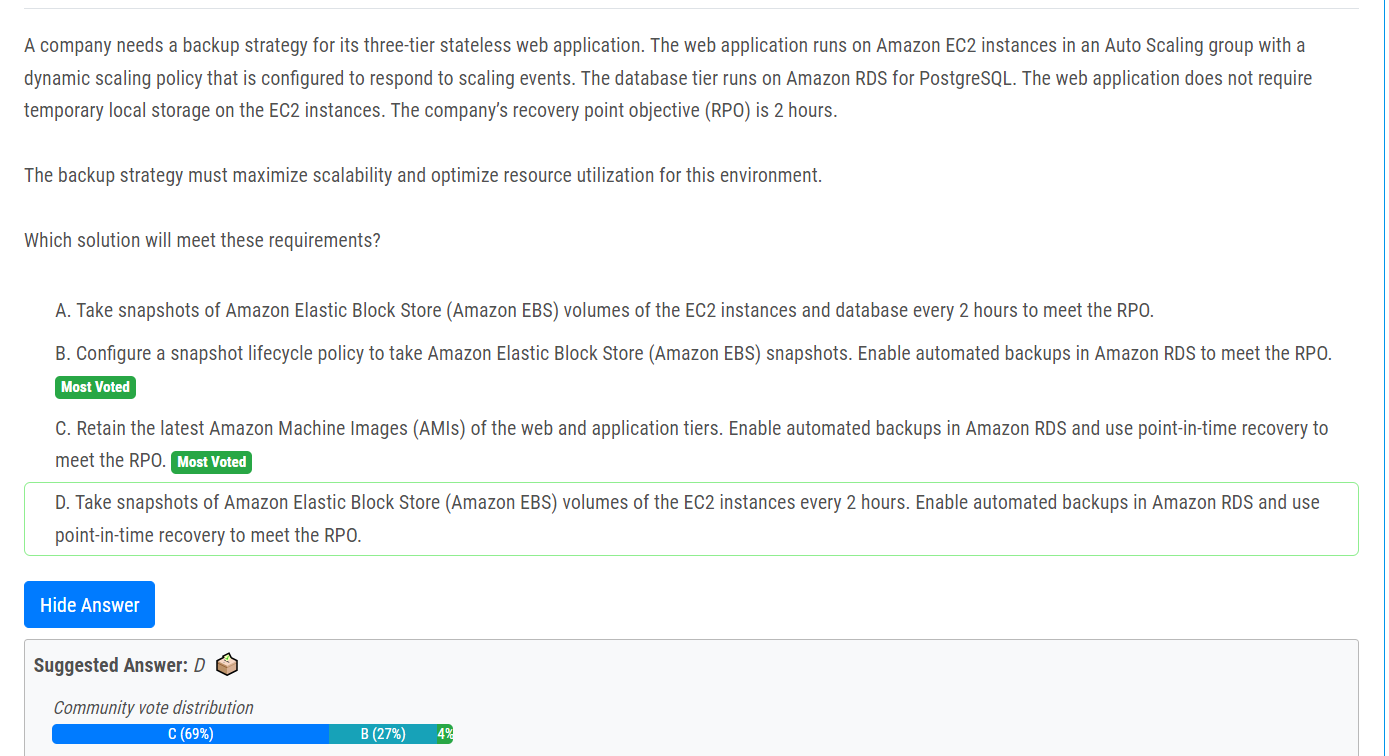 A company needs a backup strategy for its three-tier stateless web application. The web application runs on Amazon EC2 instances in an Auto Scaling group with a
dynamic scaling policy that is configured to respond to scaling events. The database tier runs on Amazon RDS for PostgreSQL. The web application does not require
temporary local storage on the EC2 instances. The company’s recovery point objective (RPO) is 2 hours.
The backup strategy must maximize scalability and optimize resource utilization for this environment.
Which solution will meet these requirements?
A. Take snapshots of Amazon Elastic Block Store (Amazon EBS) volumes of the EC2 instances and database every 2 hours to meet the RPO.
B. Configure a snapshot lifecycle policy to take Amazon Elastic Block Store (Amazon EBS) snapshots. Enable automated backups in Amazon RDS to meet the RPO.
Most Voted
C. Retain the latest Amazon Machine Images (AMIs) of the web and application tiers. Enable automated backups in Amazon RDS and use point-in-time recovery to
meet the RPO. Most Voted
D. Take snapshots of Amazon Elastic Block Store (Amazon EBS) volumes of the EC2 instances every 2 hours. Enable automated backups in Amazon RDS and use
point-in-time recovery to meet the RPO.
Hide Answer
Suggested Answer: D
Community vote distribution
C (69%) B (27%) 4%